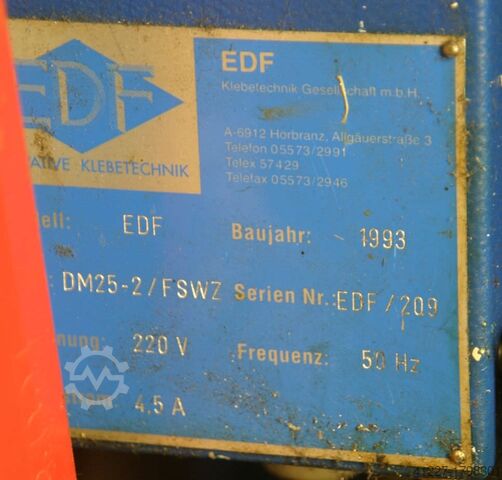 EDF
EDF
Klebetechnik Gesellschaft m.b.H.
ATIVE KLEBETECHNIK
A-6912 Hörbranz, Allgäuerstraße 3
Telefon 05573/2991
Telex 57429
Telefax 05573/2946
ell: EDF Baujahr: 1993
: DM25-2/FSWZ Serien Nr.: EDF/209
nung: 220 V Frequenz: 50 Hz
4,5 A